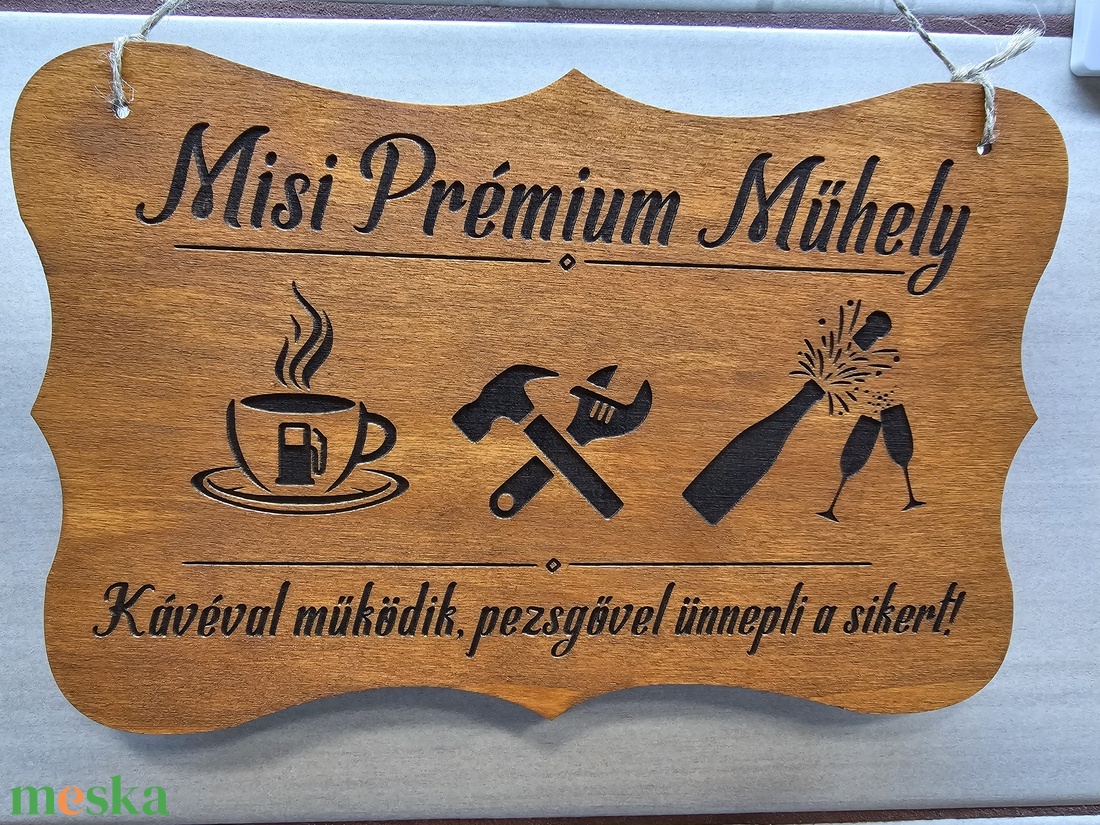 Misi Prémium Műhely
Kávéval működik, pezsgővel ünnepli a sikert!
meska